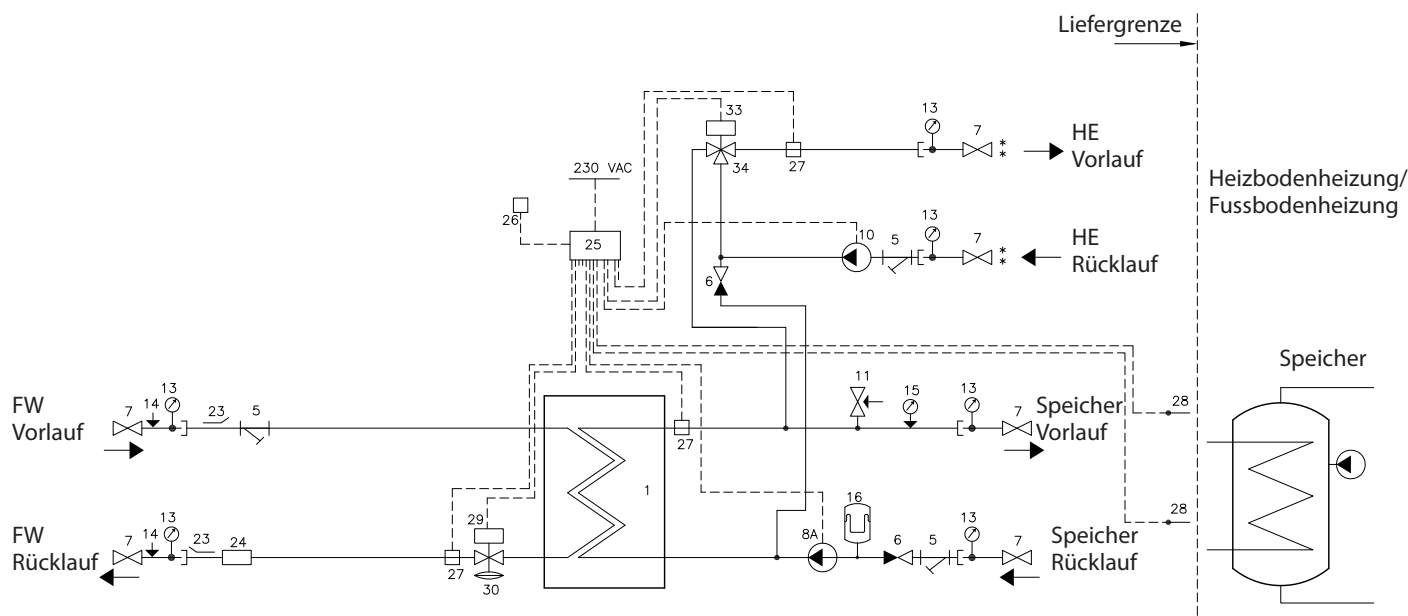 Liefergrenze
33
13
7
*
*
HE
Vorlauf
34
27
230 VAC
26
25
Heizbodenheizung/
Fussbodenheizung
10
5
13
7
*
*
HE
Rücklauf
6
Speicher
FW
Vorlauf
7
14
13
23
5
27
11
15
13
7
Speicher
Vorlauf
28
1
28
FW
Rücklauf
7
14
13
23
24
27
29
30
8A
16
6
5
13
7
Speicher
Rücklauf